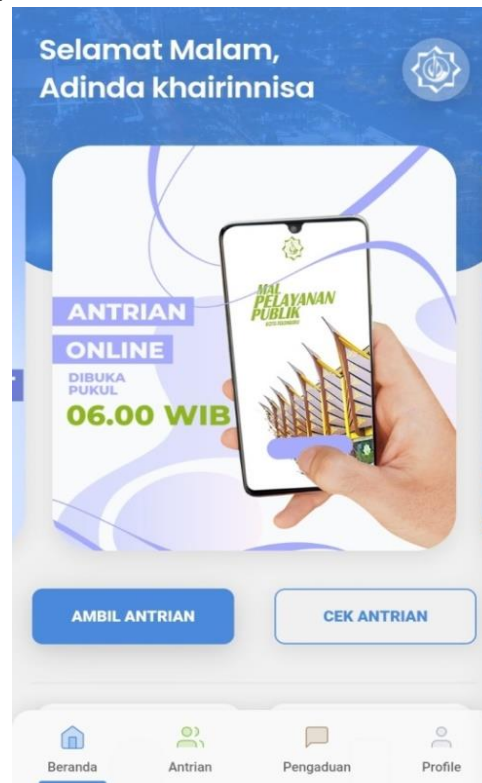 Selamat Malam,
Adinda khairinnisa
ANTRIAN
ONLINE
DIBUKA
PUKUL
06.00 WIB
MAL
PELAYANAN
PUBLIK
AMBIL ANTRIAN
CEK ANTRIAN
Beranda
Antrian
Pengaduan
Profile